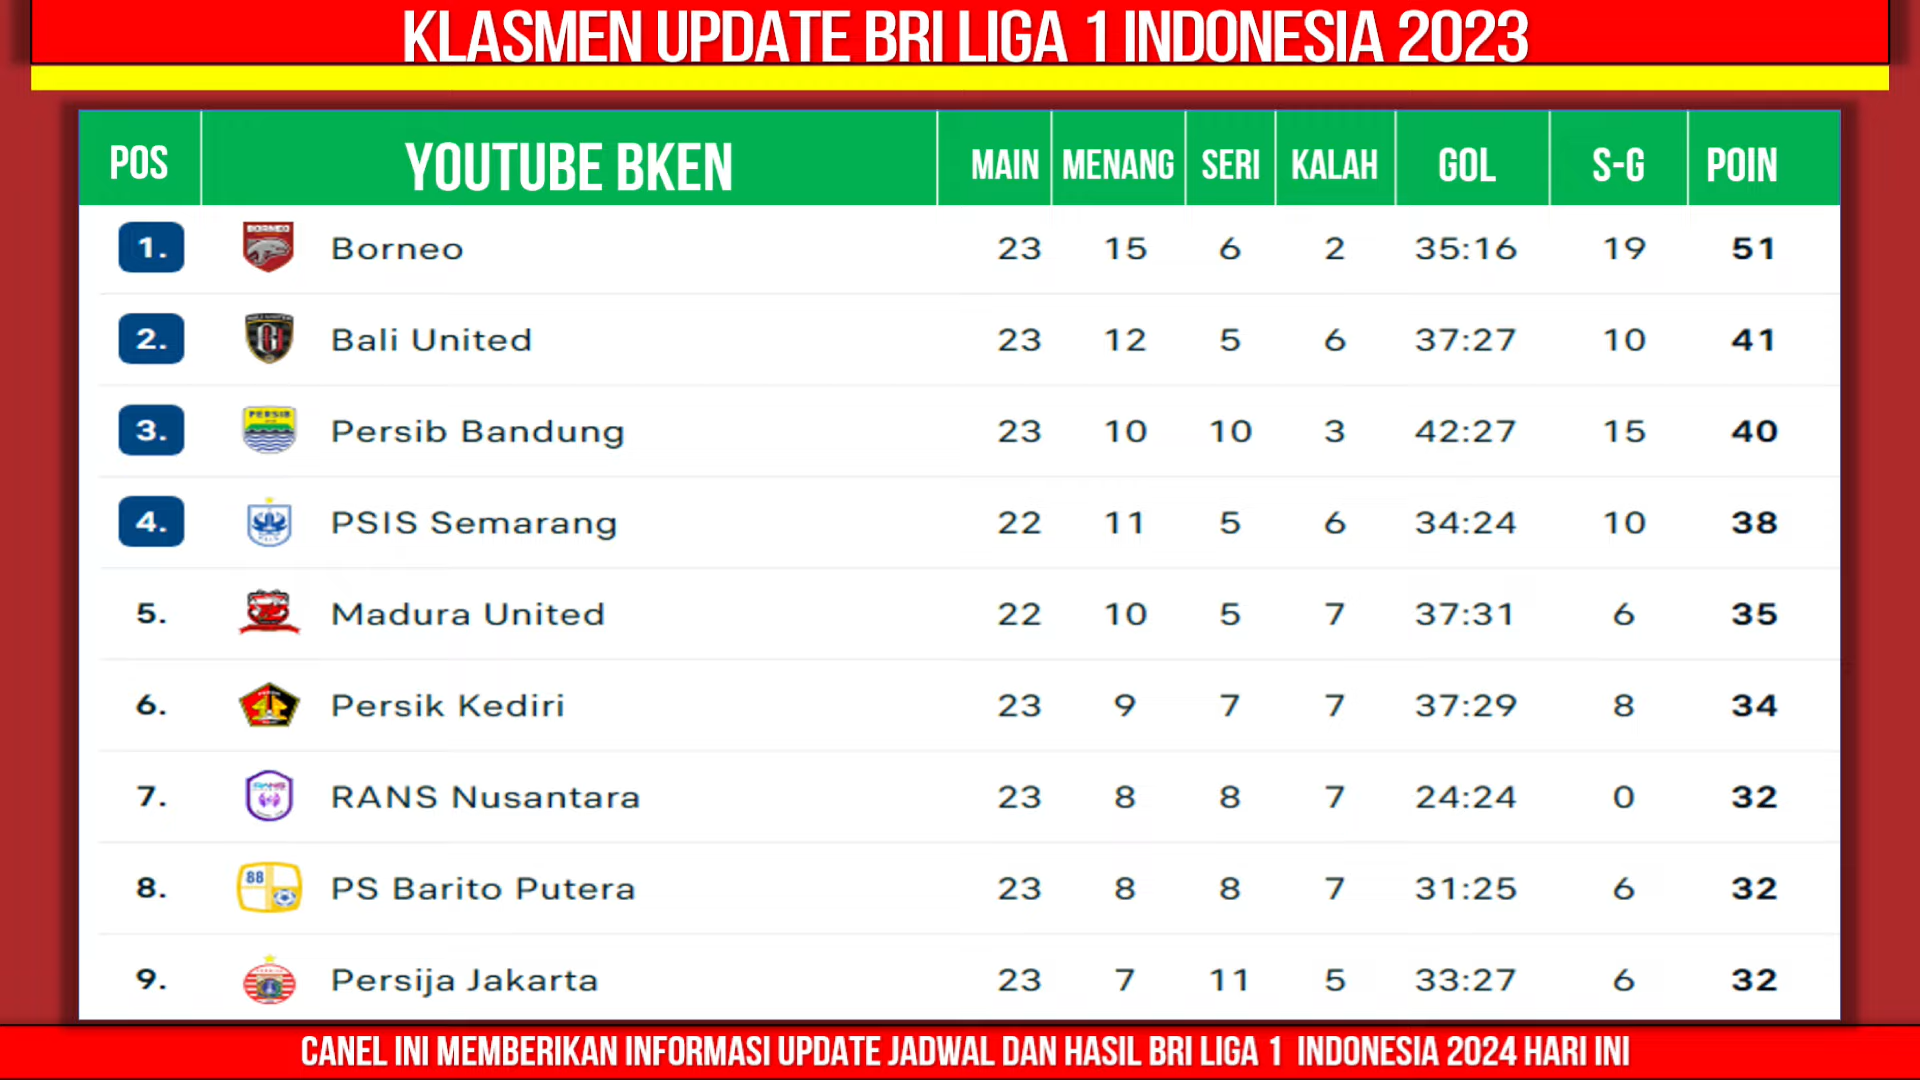 KLASMEN UPDATE BRI LIGA 1 INDONESIA 2023
POS YOUTUBE BKEN MAIN MENANG SERI KALAH GOL S-G POIN
1. BORNEO Borneo 23 15 6 2 35:16 19 51
2. Bali United 23 12 5 6 37:27 10 41
3. PERSIB Persib Bandung 23 10 10 3 42:27 15 40
4. PSIS Semarang 22 11 5 6 34:24 10 38
5. Madura United 22 10 5 7 37:31 6 35
6. Persik Kediri 23 9 7 7 37:29 8 34
7. RANS RANS Nusantara 23 8 8 7 24:24 0 32
8. 88 PS Barito Putera 23 8 8 7 31:25 6 32
9. Persija Jakarta 23 7 11 5 33:27 6 32
CANEL INI MEMBERIKAN INFORMASI UPDATE JADWAL DAN HASIL BRI LIGA 1 INDONESIA 2024 HARI INI